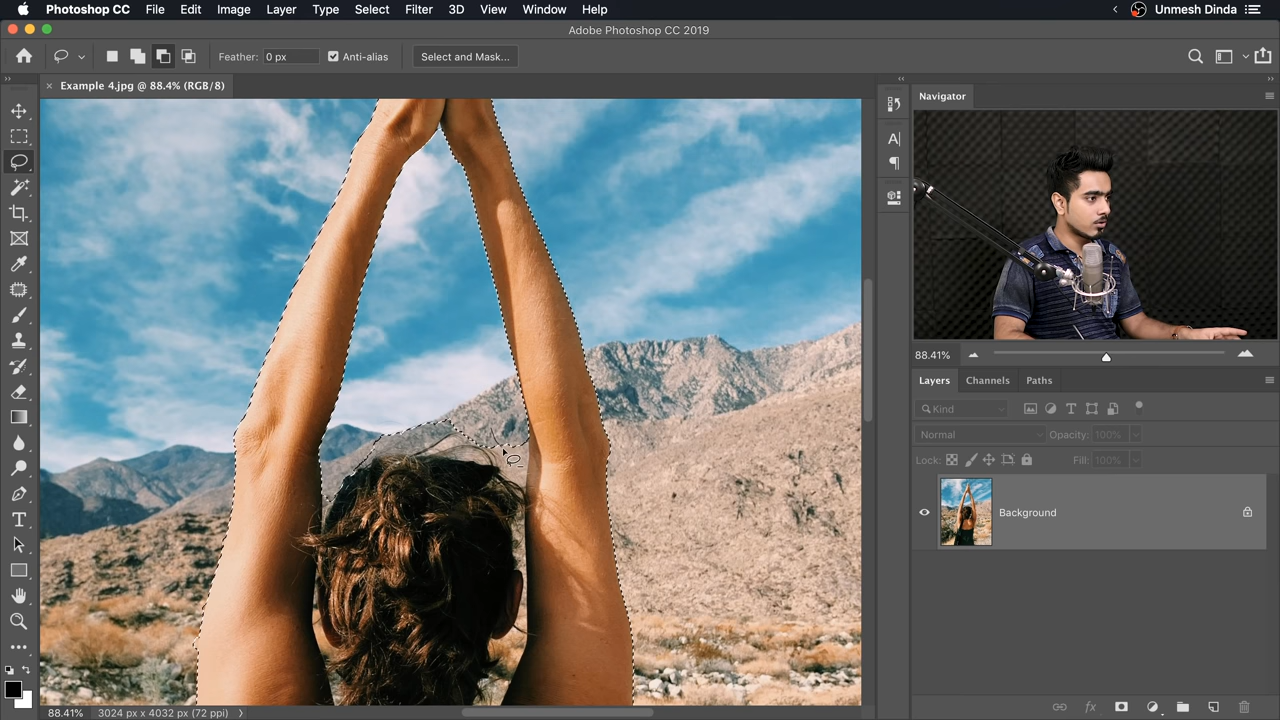 Photoshop CC File Edit Image Layer Type Select Filter 3D View Window Help Unmesh Dinda
Adobe Photoshop CC 2019
Feather: 0 px Anti-alias Select and Mask...
× Example 4.jpg @ 88.4% (RGB/8)
Navigator
88.41%
Layers Channels Paths
Kind
Normal Opacity: 100%
Lock: Fill: 100%
Background
88.41% 3024 px x 4032 px (72 ppi)